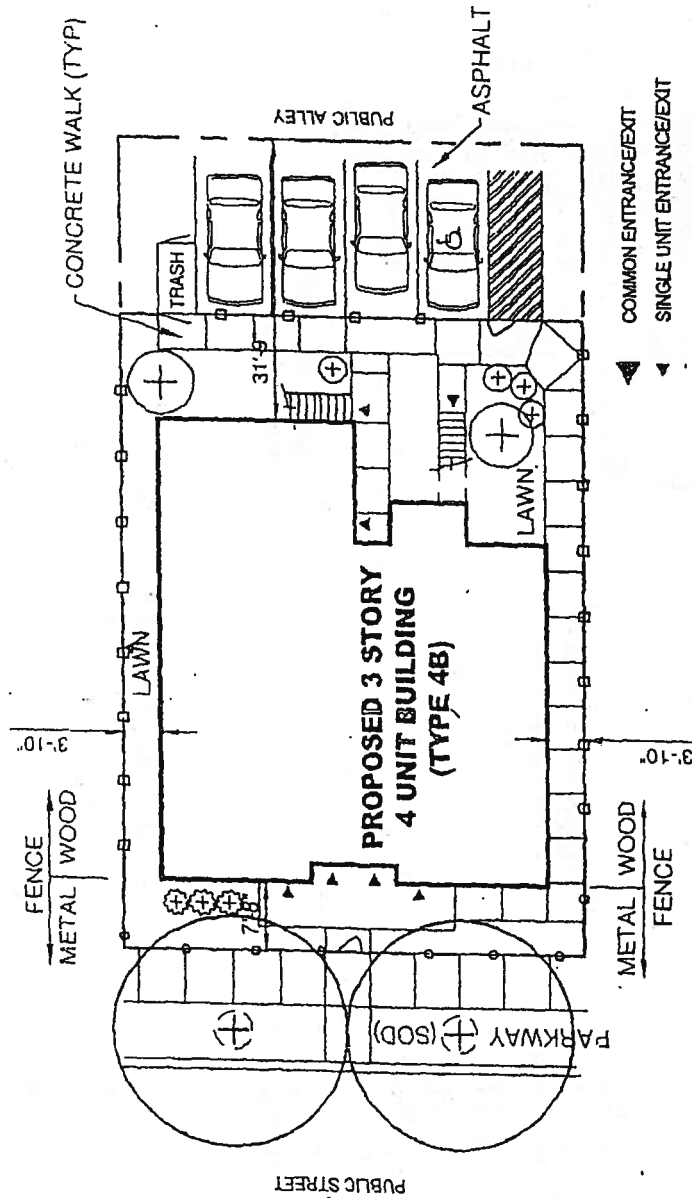 CONCRETE WALK (TYP)
PUBLIC ALLEY
ASPHALT
TRASH
31'-9"
COMMON ENTRANCE/EXIT
SINGLE UNIT ENTRANCE/EXIT
LAWN
LAWN
PROPOSED 3 STORY
4 UNIT BUILDING
(TYPE 4B)
3'-10"
3'-10"
FENCE
METAL WOOD
METAL WOOD
FENCE
7'-8"
PARKWAY (SOD)
PUBLIC STREET